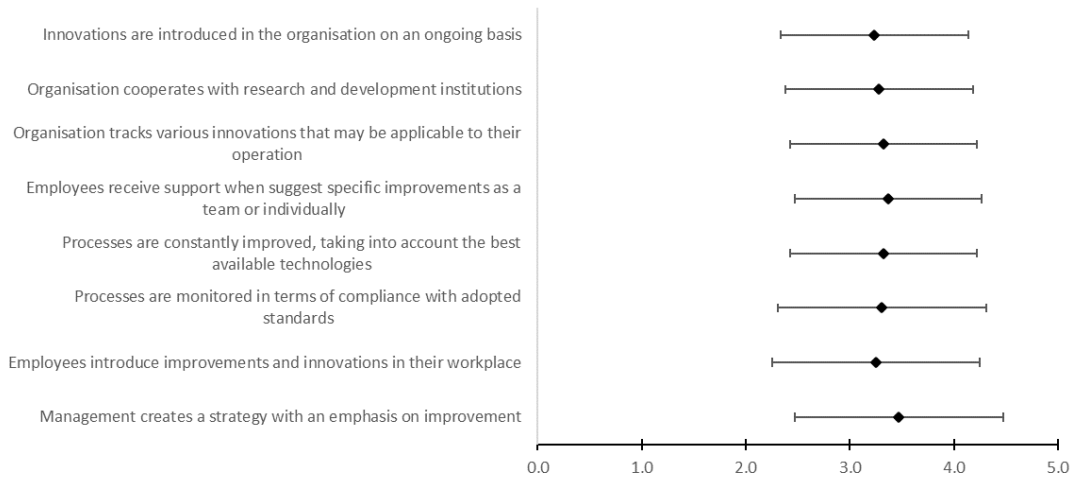 Innovations are introduced in the organisation on an ongoing basis
Organisation cooperates with research and development institutions
Organisation tracks various innovations that may be applicable to their
operation
Employees receive support when suggest specific improvements as a
team or individually
Processes are constantly improved, taking into account the best
available technologies
Processes are monitored in terms of compliance with adopted
standards
Employees introduce improvements and innovations in their workplace
Management creates a strategy with an emphasis on improvement
0.0 1.0 2.0 3.0 4.0 5.0